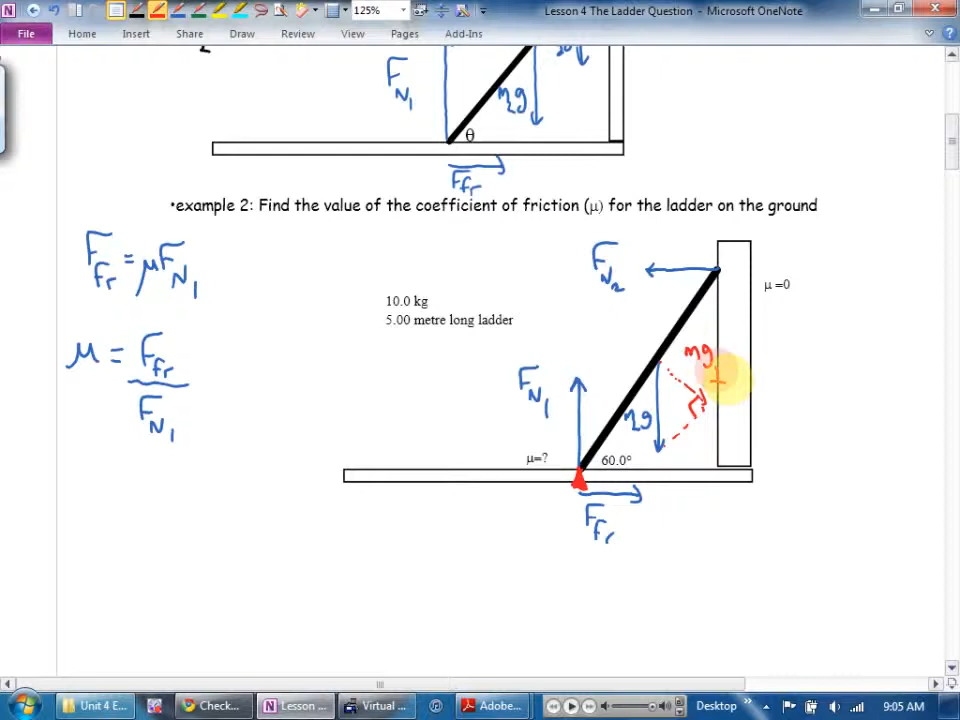 125%
Lesson 4 The Ladder Question - Microsoft OneNote
File Home Insert Share Draw Review View Pages Add-Ins
F_N1
mg
θ
F_fr
•example 2: Find the value of the coefficient of friction (μ) for the ladder on the ground
F_fr = μF_N1
F_N2
μ =0
10.0 kg
5.00 metre long ladder
μ = F_fr / F_N1
mg⊥
F_N1
mg
μ=?
60.0°
F_fr
Unit 4 E...
Check...
Lesson ...
Virtual ...
Adobe...
Desktop
9:05 AM